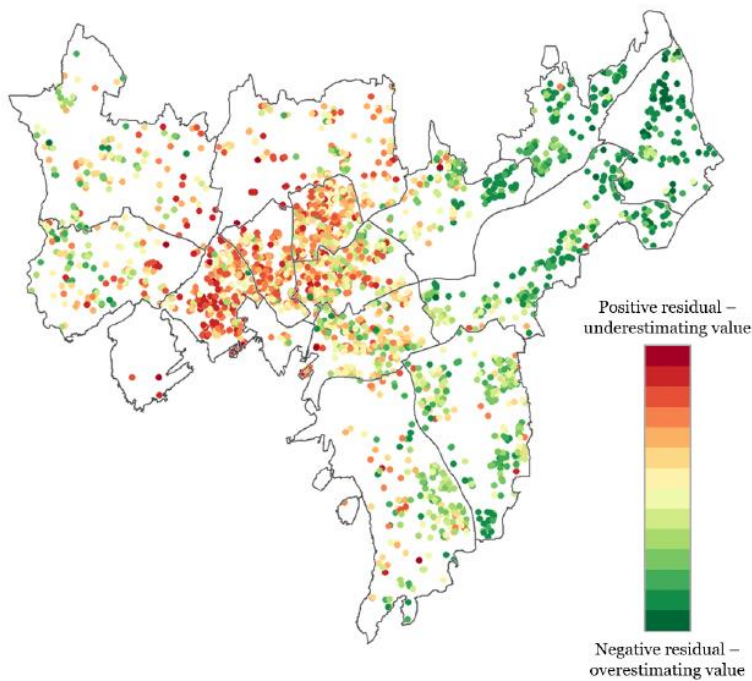 Positive residual –
underestimating value
Negative residual –
overestimating value